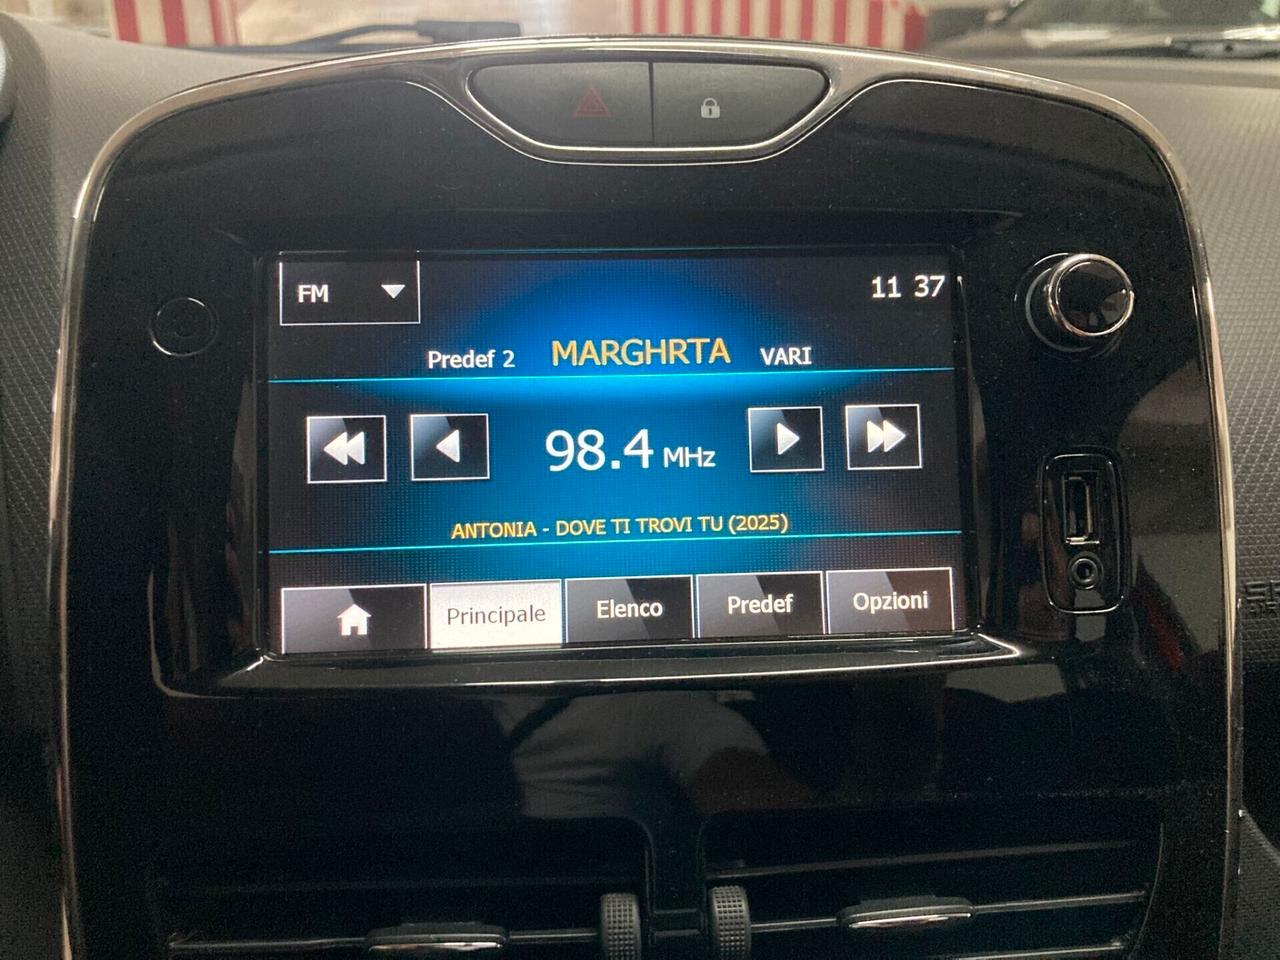 FM
11 37
Predef 2 MARGHRTA VARI
98.4 MHz
ANTONIA - DOVE TI TROVI TU (2025)
Principale Elenco Predef Opzioni